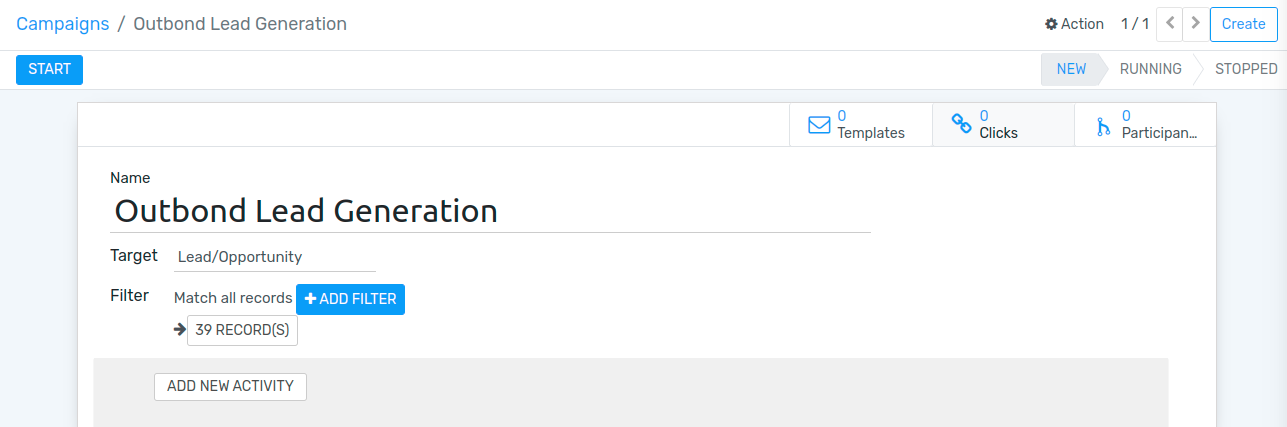 Campaigns / Outbond Lead Generation
Action 1 / 1 Create
START
NEW RUNNING STOPPED
0 Templates
0 Clicks
0 Participan...
Name
Outbond Lead Generation
Target Lead/Opportunity
Filter Match all records ADD FILTER
39 RECORD(S)
ADD NEW ACTIVITY